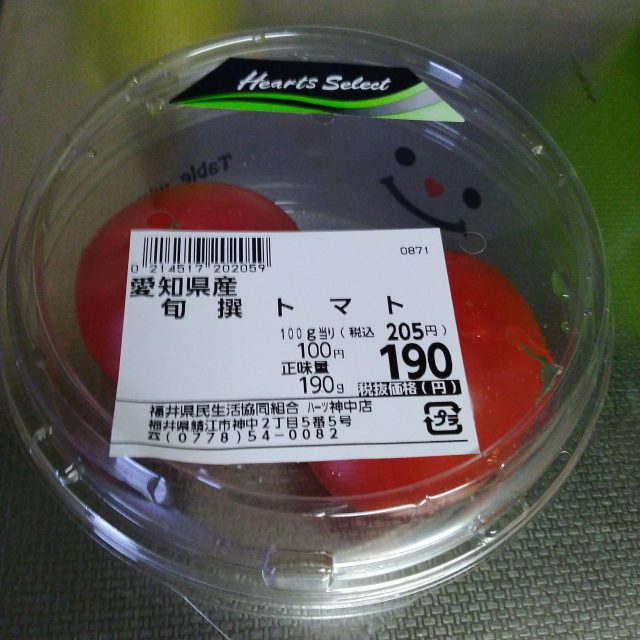 Hearts Select
Table
0871
0 214517 202059
愛知県産
旬撰トマト
100g当り(税込 205円)
100円 190
正味量
190g 税抜価格(円)
福井県民生活協同組合 ハーツ神中店
福井県鯖江市神中2丁目5番5号
☎(0778)54-0082
プラ